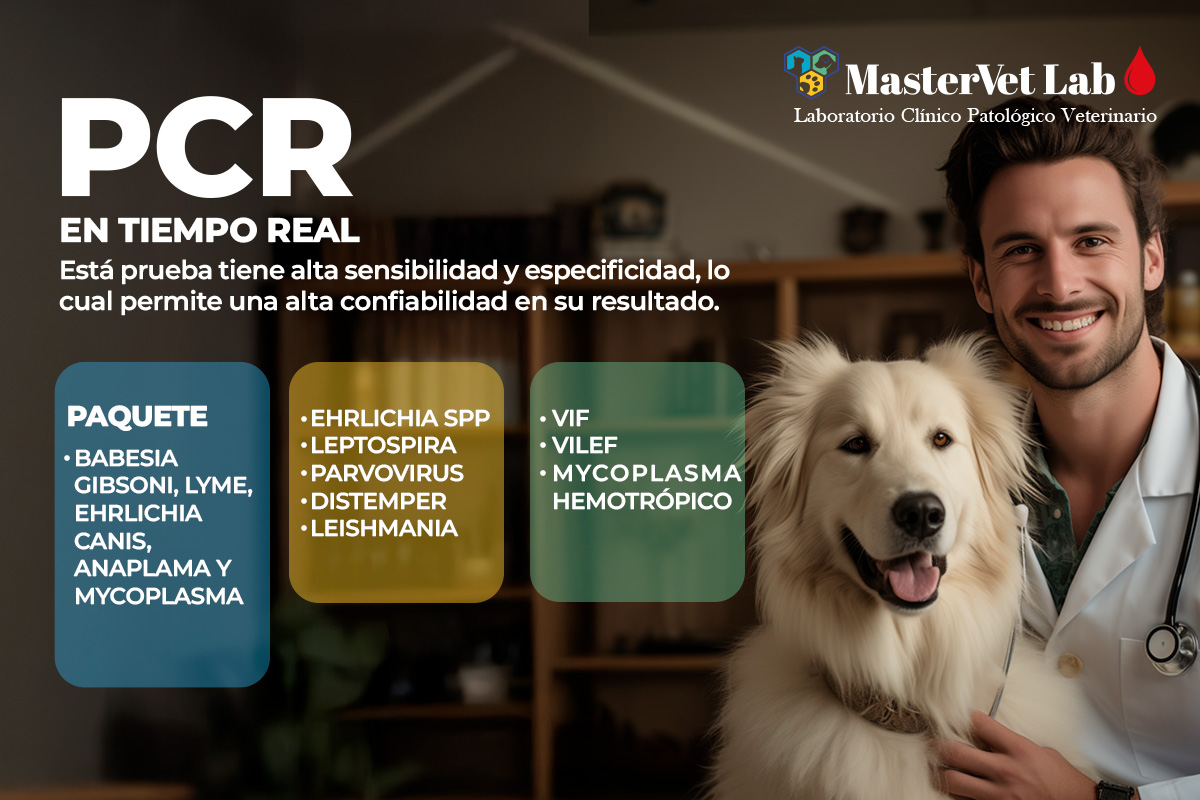 MasterVet Lab
Laboratorio Clínico Patológico Veterinario
PCR
EN TIEMPO REAL
Está prueba tiene alta sensibilidad y especificidad, lo
cual permite una alta confiabilidad en su resultado.
PAQUETE
• BABESIA
GIBSONI, LYME,
EHRLICHIA
CANIS,
ANAPLAMA Y
MYCOPLASMA
• EHRLICHIA SPP
• LEPTOSPIRA
• PARVOVIRUS
• DISTEMPER
• LEISHMANIA
• VIF
• VILEF
• MYCOPLASMA
HEMOTRÓPICO